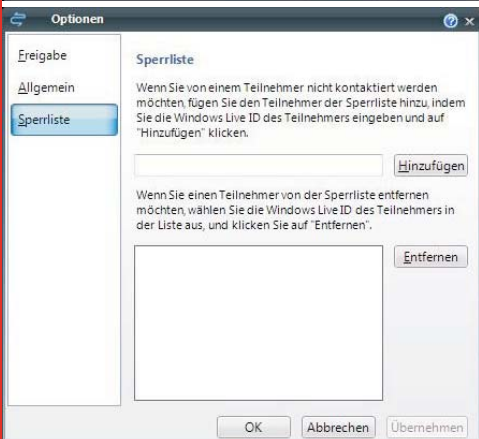 Optionen
Freigabe
Allgemein
Sperrliste
Sperrliste
Wenn Sie von einem Teilnehmer nicht kontaktiert werden
möchten, fügen Sie den Teilnehmer der Sperrliste hinzu, indem
Sie die Windows Live ID des Teilnehmers eingeben und auf
"Hinzufügen" klicken.
Hinzufügen
Wenn Sie einen Teilnehmer von der Sperrliste entfernen
möchten, wählen Sie die Windows Live ID des Teilnehmers in
der Liste aus, und klicken Sie auf "Entfernen".
Entfernen
OK Abbrechen Übernehmen